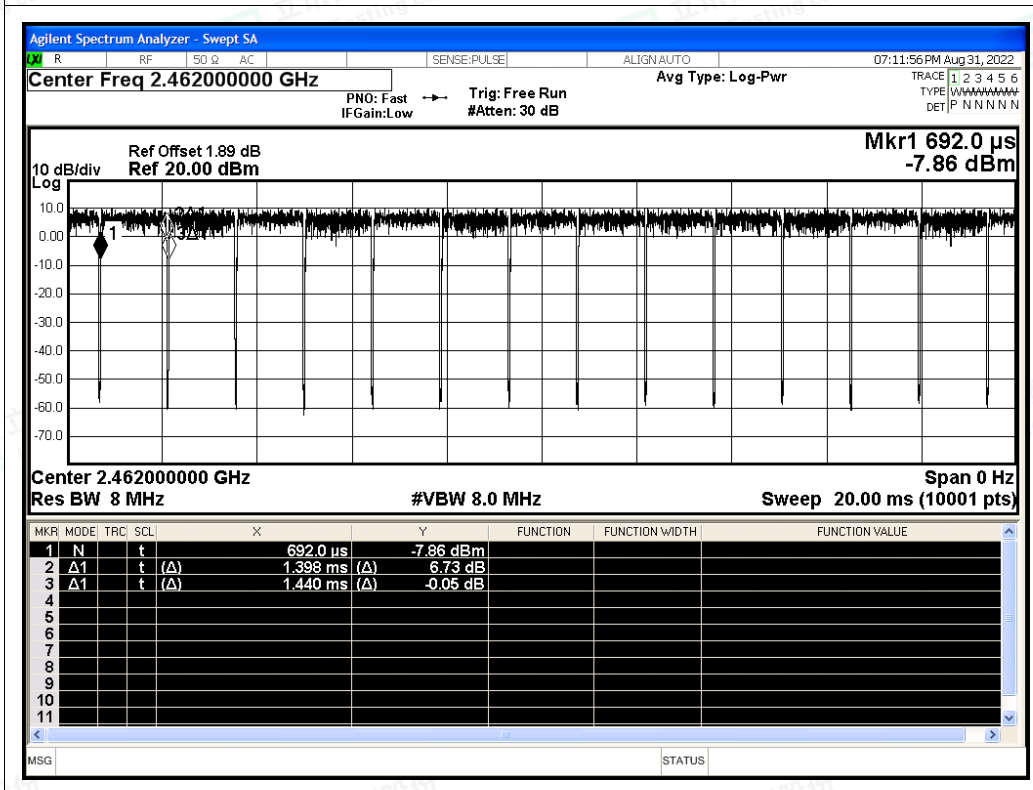 Agilent Spectrum Analyzer - Swept SA
LXI R RF 50 Ω AC SENSE:PULSE ALIGN AUTO 07:11:56 PM Aug 31, 2022
Center Freq 2.462000000 GHz
PNO: Fast
IFGain:Low
Trig: Free Run
#Atten: 30 dB
Avg Type: Log-Pwr
TRACE 1 2 3 4 5 6
TYPE
DET P N N N N N
Mkr1 692.0 μs
-7.86 dBm
Ref Offset 1.89 dB
10 dB/div Ref 20.00 dBm
Log
10.0
0.00
-10.0
-20.0
-30.0
-40.0
-50.0
-60.0
-70.0
1
3Δ1
Center 2.462000000 GHz Span 0 Hz
Res BW 8 MHz #VBW 8.0 MHz Sweep 20.00 ms (10001 pts)
MKR MODE TRC SCL X Y FUNCTION FUNCTION WIDTH FUNCTION VALUE
1 N t 692.0 μs -7.86 dBm
2 Δ1 t (Δ) 1.398 ms (Δ) 6.73 dB
3 Δ1 t (Δ) 1.440 ms (Δ) -0.05 dB
4
5
6
7
8
9
10
11
MSG STATUS